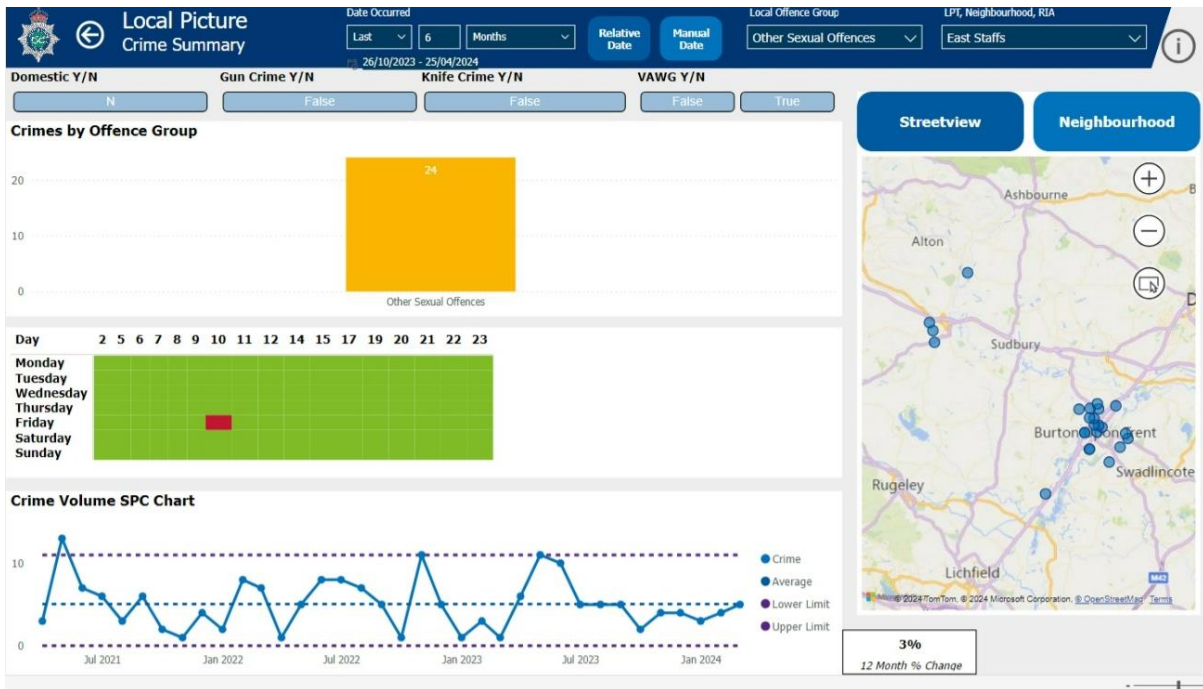 Local Picture
Crime Summary
Date Occurred
Last 6 Months
26/10/2023 - 25/04/2024
Relative Date
Manual Date
Local Offence Group
Other Sexual Offences
LPT, Neighbourhood, RIA
East Staffs
Domestic Y/N Gun Crime Y/N Knife Crime Y/N VAWG Y/N
N False False False True
Crimes by Offence Group
20
10
0
24
Other Sexual Offences
Day 2 5 6 7 8 9 10 11 12 14 15 17 19 20 21 22 23
Monday
Tuesday
Wednesday
Thursday
Friday
Saturday
Sunday
Crime Volume SPC Chart
10
0
Jul 2021 Jan 2022 Jul 2022 Jan 2023 Jul 2023 Jan 2024
Crime
Average
Lower Limit
Upper Limit
Streetview Neighbourhood
Ashbourne
B
Alton
D
Sudbury
Burton upon Trent
Swadlincote
Rugeley
Lichfield
M42
© 2024 TomTom, © 2024 Microsoft Corporation, © OpenStreetMap Terms
3%
12 Month % Change